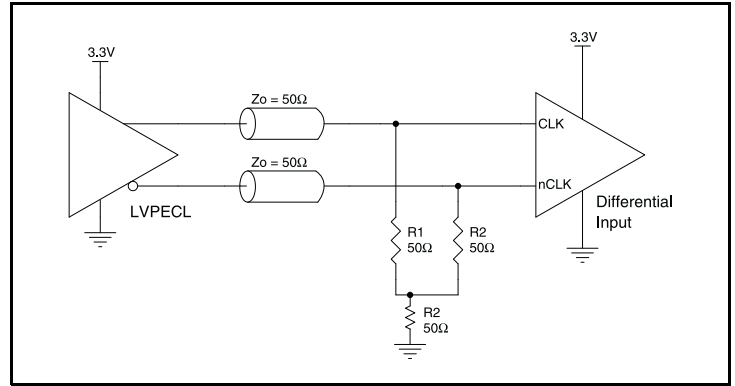 3.3V
3.3V
Zo = 50Ω
CLK
Zo = 50Ω
nCLK
LVPECL
Differential
Input
R1
50Ω
R2
50Ω
R2
50Ω